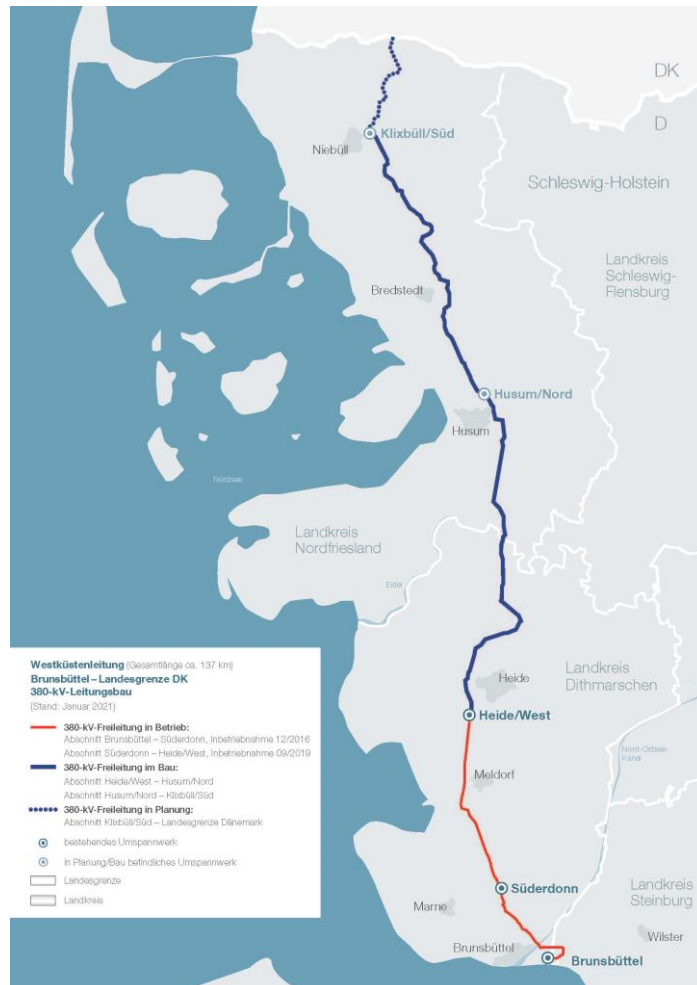 DK
D
Klixbüll/Süd
Niebüll
Schleswig-Holstein
Landkreis
Schleswig-
Flensburg
Bredstedt
Husum/Nord
Husum
Nordsee
Landkreis
Nordfriesland
Eider
Landkreis
Dithmarschen
Heide
Heide/West
Nord-Ostsee-
Kanal
Meldorf
Süderdonn
Marne
Landkreis
Steinburg
Wilster
Brunsbüttel
Brunsbüttel
Westküstenleitung (Gesamtlänge ca. 137 km)
Brunsbüttel – Landesgrenze DK
380-kV-Leitungsbau
(Stand: Januar 2021)
380-kV-Freileitung in Betrieb:
Abschnitt Brunsbüttel – Süderdonn, Inbetriebnahme 12/2016
Abschnitt Süderdonn – Heide/West, Inbetriebnahme 09/2019
380-kV-Freileitung im Bau:
Abschnitt Heide/West – Husum/Nord
Abschnitt Husum/Nord – Klixbüll/Süd
380-kV-Freileitung in Planung:
Abschnitt Klixbüll/Süd – Landesgrenze Dänemark
bestehendes Umspannwerk
in Planung/Bau befindliches Umspannwerk
Landesgrenze
Landkreis